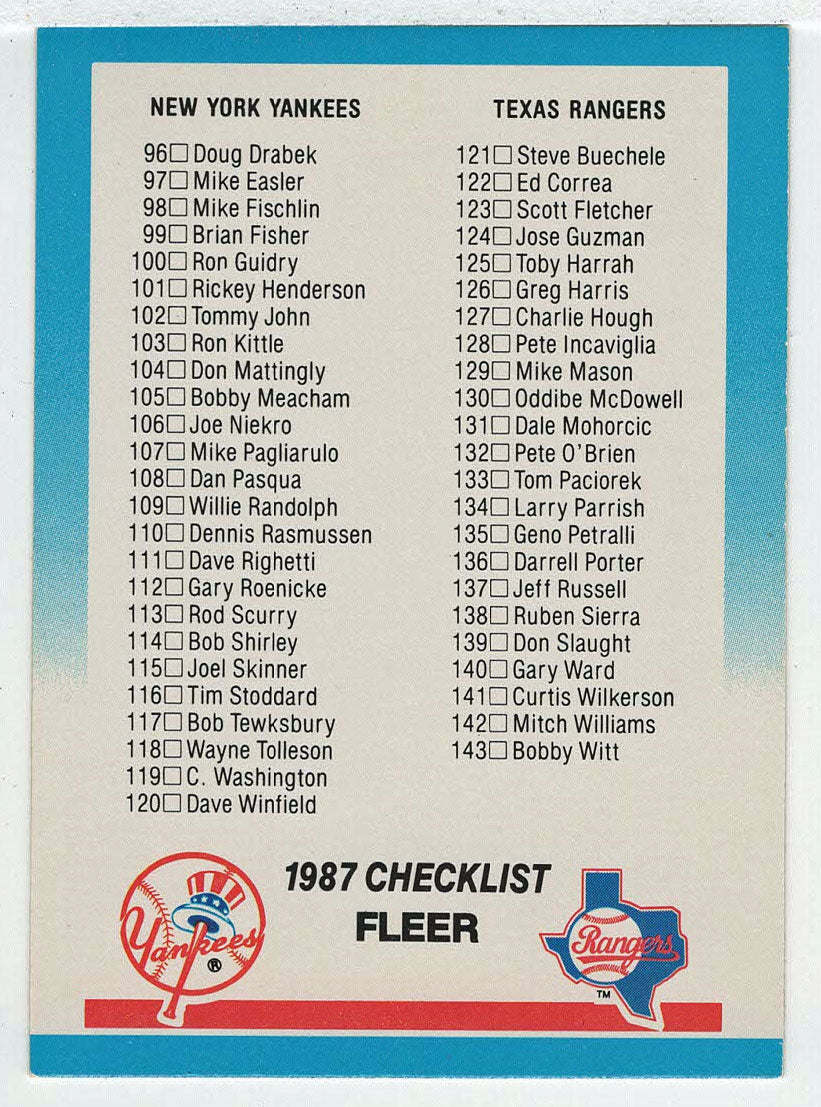 NEW YORK YANKEES
96☐ Doug Drabek
97☐ Mike Easler
98☐ Mike Fischlin
99☐ Brian Fisher
100☐ Ron Guidry
101☐ Rickey Henderson
102☐ Tommy John
103☐ Ron Kittle
104☐ Don Mattingly
105☐ Bobby Meacham
106☐ Joe Niekro
107☐ Mike Pagliarulo
108☐ Dan Pasqua
109☐ Willie Randolph
110☐ Dennis Rasmussen
111☐ Dave Righetti
112☐ Gary Roenicke
113☐ Rod Scurry
114☐ Bob Shirley
115☐ Joel Skinner
116☐ Tim Stoddard
117☐ Bob Tewksbury
118☐ Wayne Tolleson
119☐ C. Washington
120☐ Dave Winfield
TEXAS RANGERS
121☐ Steve Buechele
122☐ Ed Correa
123☐ Scott Fletcher
124☐ Jose Guzman
125☐ Toby Harrah
126☐ Greg Harris
127☐ Charlie Hough
128☐ Pete Incaviglia
129☐ Mike Mason
130☐ Oddibe McDowell
131☐ Dale Mohorcic
132☐ Pete O'Brien
133☐ Tom Paciorek
134☐ Larry Parrish
135☐ Geno Petralli
136☐ Darrell Porter
137☐ Jeff Russell
138☐ Ruben Sierra
139☐ Don Slaught
140☐ Gary Ward
141☐ Curtis Wilkerson
142☐ Mitch Williams
143☐ Bobby Witt
1987 CHECKLIST
FLEER
Yankees
®
Rangers
TM